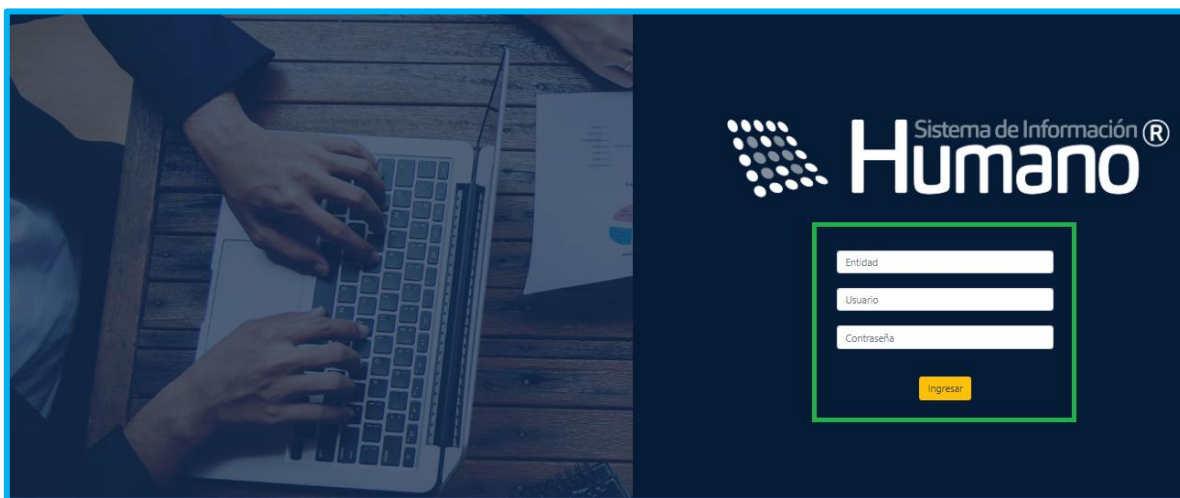 Sistema de Información ®
Humano
Entidad
Usuario
Contraseña
Ingresar